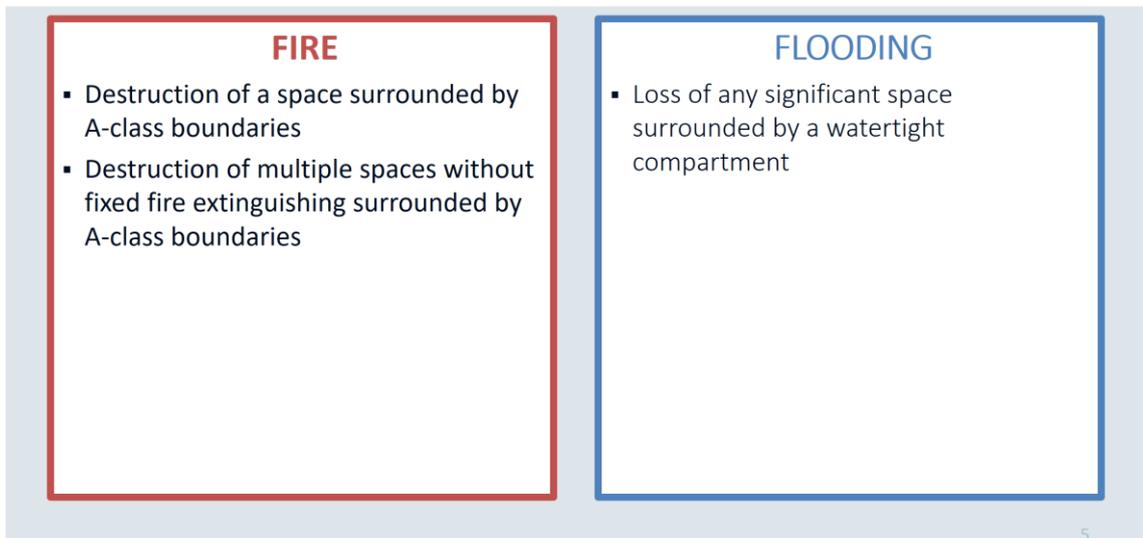 FIRE
▪ Destruction of a space surrounded by
A-class boundaries
▪ Destruction of multiple spaces without
fixed fire extinguishing surrounded by
A-class boundaries
FLOODING
▪ Loss of any significant space
surrounded by a watertight
compartment
5